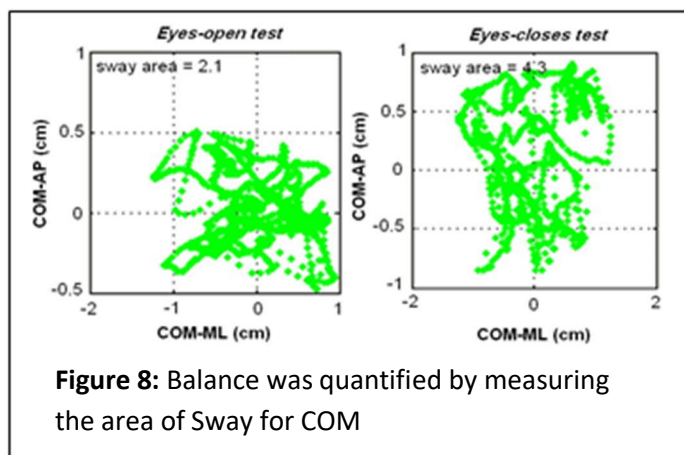 Eyes-open test
sway area = 2.1
1
0.5
0
-0.5
-2
-1
0
1
COM-AP (cm)
COM-ML (cm)
Eyes-closes test
sway area = 4.3
1
0.5
0
-0.5
-1
-2
0
2
COM-AP (cm)
COM-ML (cm)
Figure 8: Balance was quantified by measuring
the area of Sway for COM